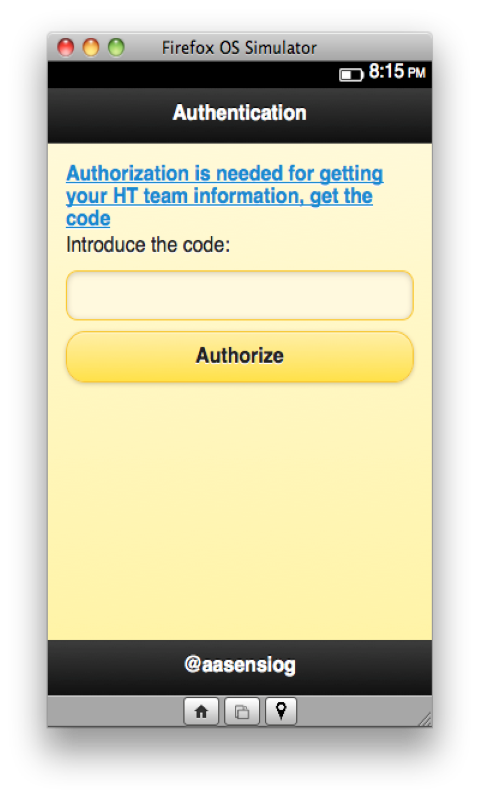 Firefox OS Simulator
8:15 PM
Authentication
Authorization is needed for getting
your HT team information, get the
code
Introduce the code:
Authorize
@aasensiog